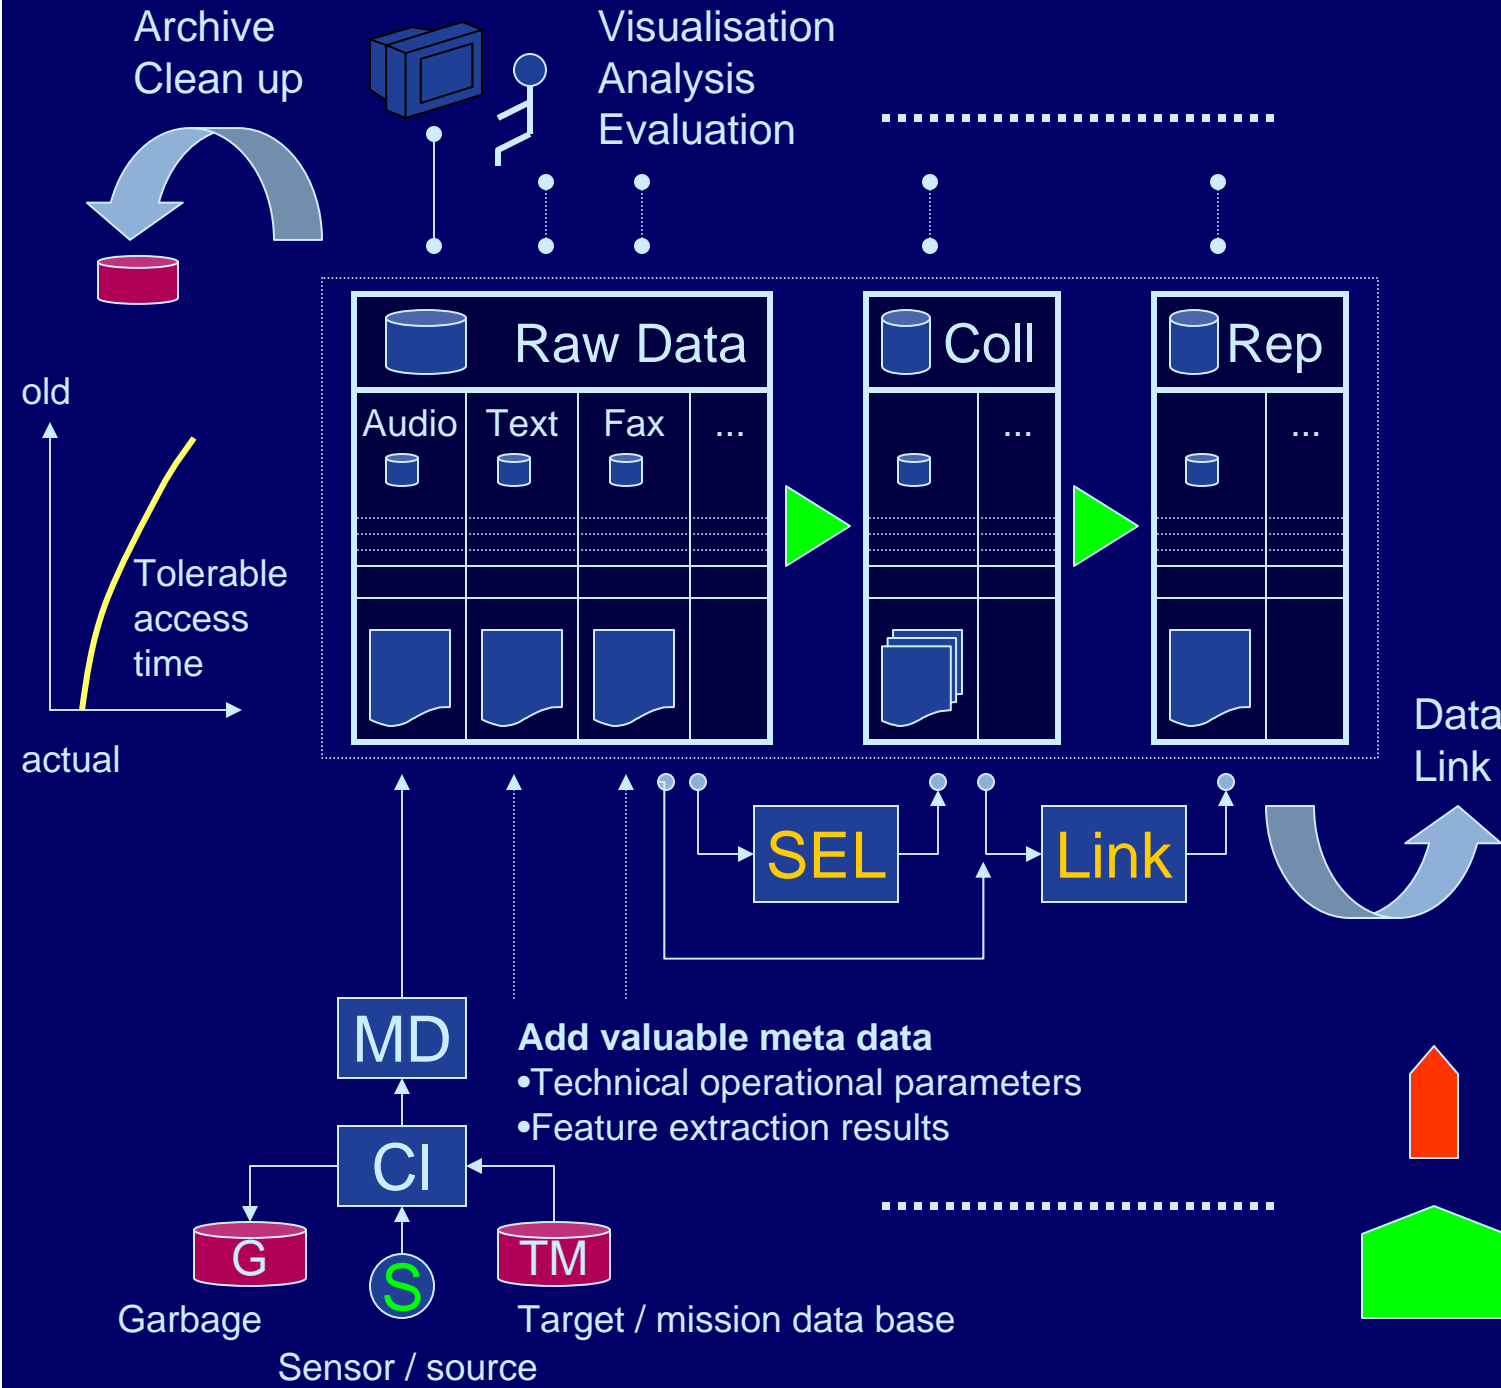 Archive
Clean up
Visualisation
Analysis
Evaluation
Raw Data
Coll
Rep
old
Audio
Text
Fax
...
...
...
Tolerable
access
time
actual
Data
Link
SEL
Link
MD
Add valuable meta data
•Technical operational parameters
•Feature extraction results
CI
G
S
TM
Garbage
Target / mission data base
Sensor / source